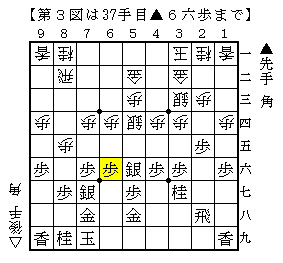 【第３図は37手目▲６六歩まで】
9 8 7 6 5 4 3 2 1
香 桂 玉 桂 香 一
飛 金 金 二
歩 銀 歩 三
歩 歩 歩 銀 歩 歩 歩 四
歩 歩 五
歩 歩 歩 銀 歩 歩 歩 六
歩 銀 歩 桂 七
金 金 飛 八
香 桂 玉 香 九
▲先手 角
△後手 角